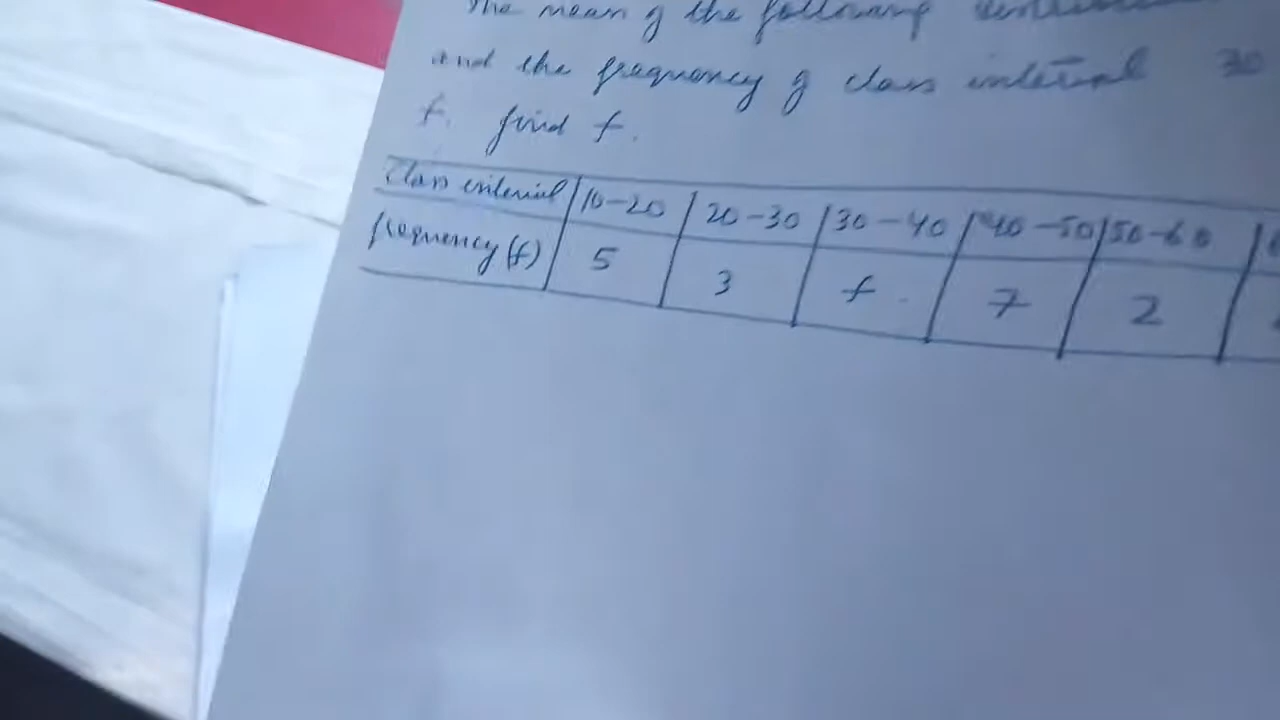 The mean of the following
and the frequency of class interval 30
f. find f.
Class interial 10-20 20-30 30-40 40-50 50-60
frequency (f) 5 3 f 7 2